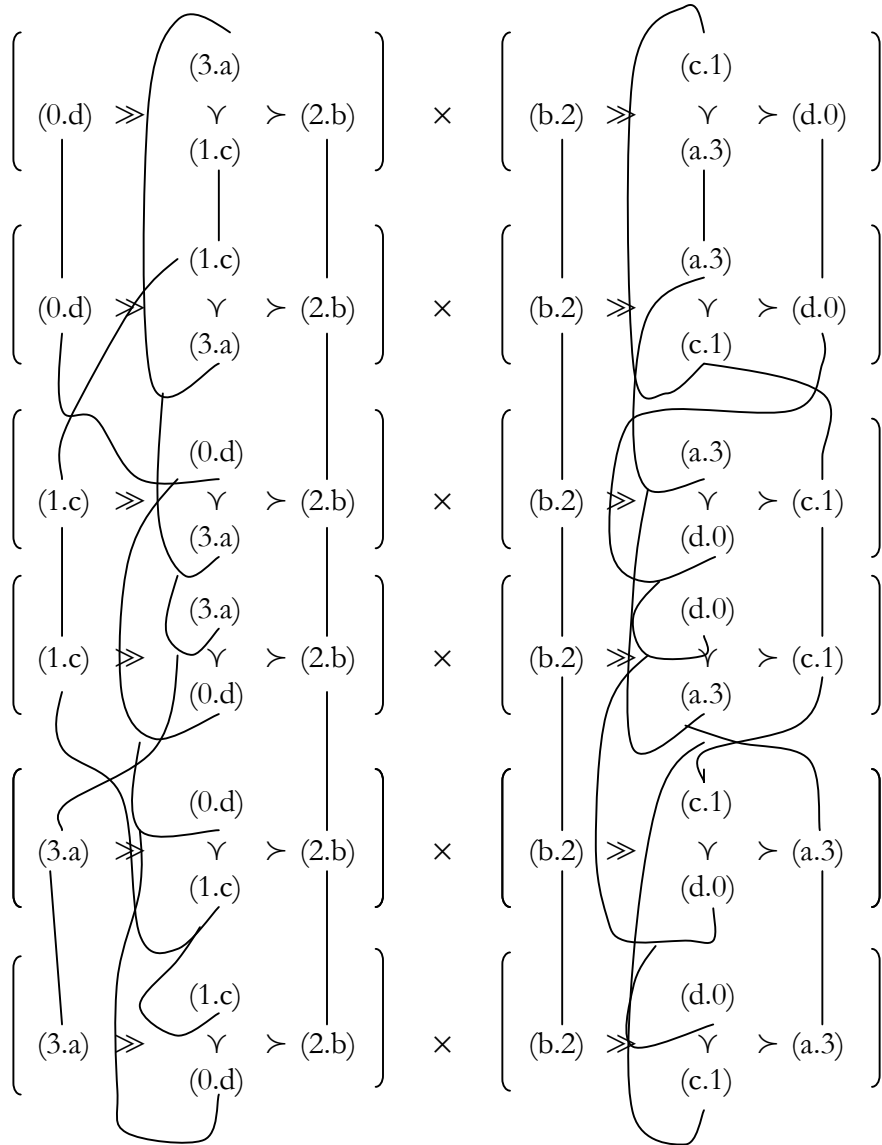 (3.a) (c.1)
(0.d) ≫ ⋎ ≻ (2.b) × (b.2) ≫ ⋎ ≻ (d.0)
(1.c) (a.3)
(1.c) (a.3)
(0.d) ≫ ⋎ ≻ (2.b) × (b.2) ≫ ⋎ ≻ (d.0)
(3.a) (c.1)
(0.d) (a.3)
(1.c) ≫ ⋎ ≻ (2.b) × (b.2) ≫ ⋎ ≻ (c.1)
(3.a) (d.0)
(3.a) (d.0)
(1.c) ≫ ⋎ ≻ (2.b) × (b.2) ≫ ⋎ ≻ (c.1)
(0.d) (a.3)
(0.d) (c.1)
(3.a) ≫ ⋎ ≻ (2.b) × (b.2) ≫ ⋎ ≻ (a.3)
(1.c) (d.0)
(1.c) (d.0)
(3.a) ≫ ⋎ ≻ (2.b) × (b.2) ≫ ⋎ ≻ (a.3)
(0.d) (c.1)